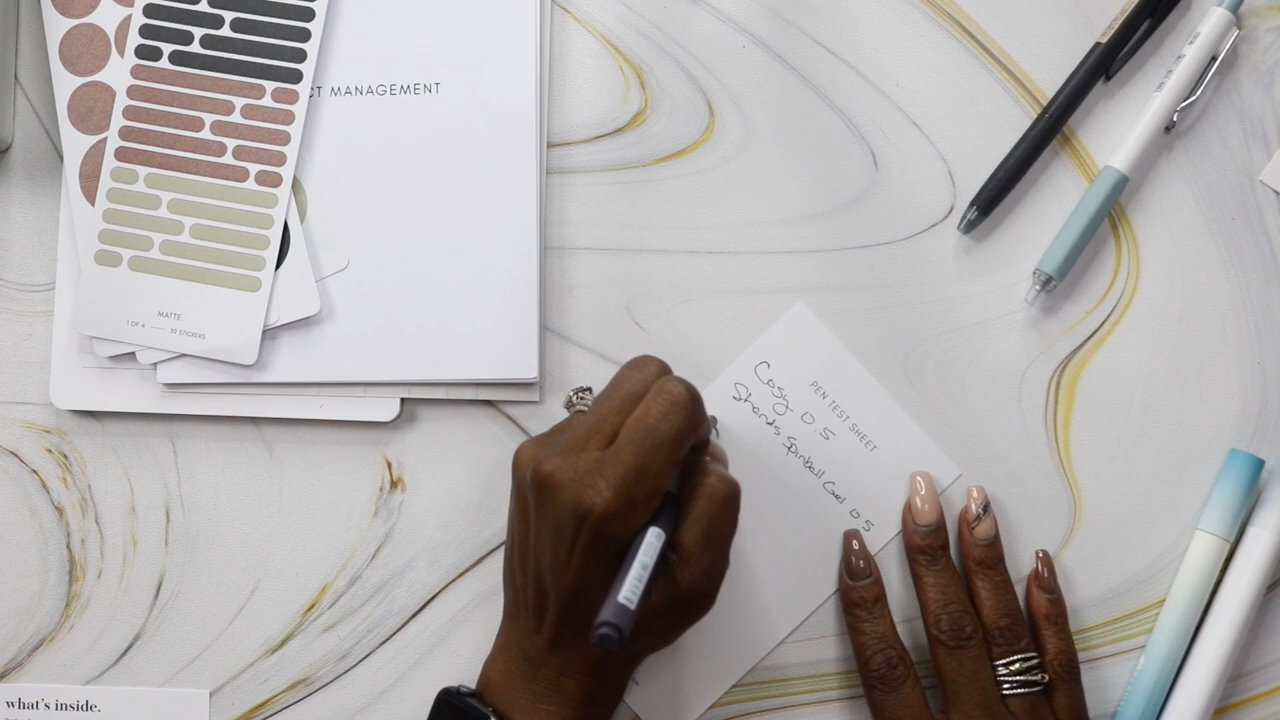 CT MANAGEMENT
MATTE
1 OF 4 50 STICKERS
PEN TEST SHEET
Cosy 0.5
Sharks Spinball Gel 0.5
what's inside.